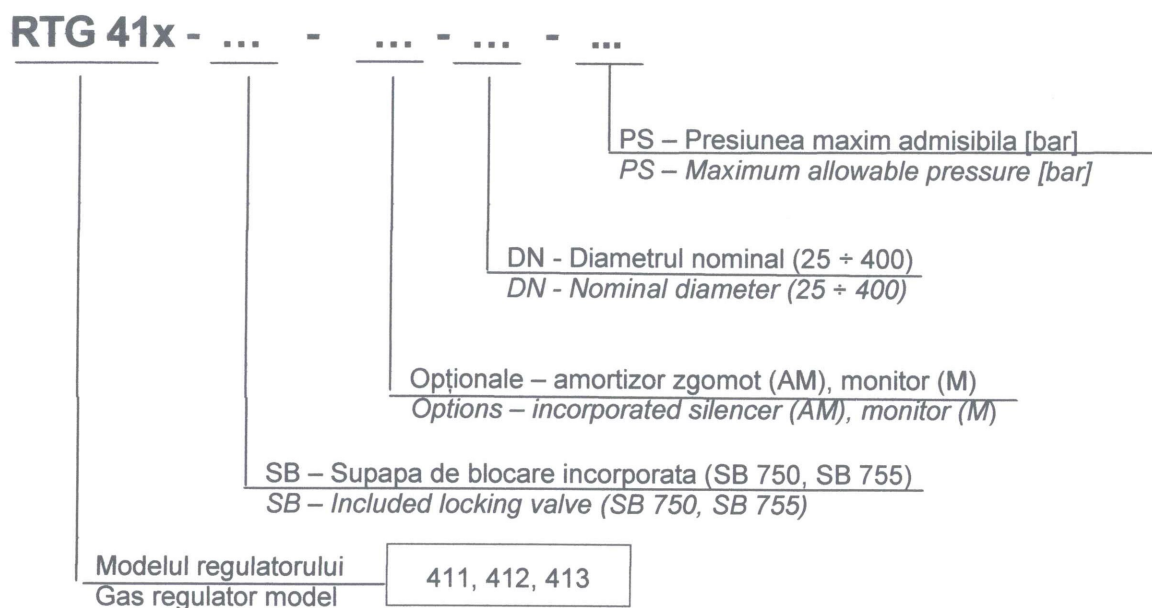 RTG 41x - ... - ... - ... - ...
PS – Presiunea maxim admisibila [bar]
PS – Maximum allowable pressure [bar]
DN - Diametrul nominal (25 ÷ 400)
DN - Nominal diameter (25 ÷ 400)
Opţionale – amortizor zgomot (AM), monitor (M)
Options – incorporated silencer (AM), monitor (M)
SB – Supapa de blocare incorporata (SB 750, SB 755)
SB – Included locking valve (SB 750, SB 755)
Modelul regulatorului
411, 412, 413
Gas regulator model